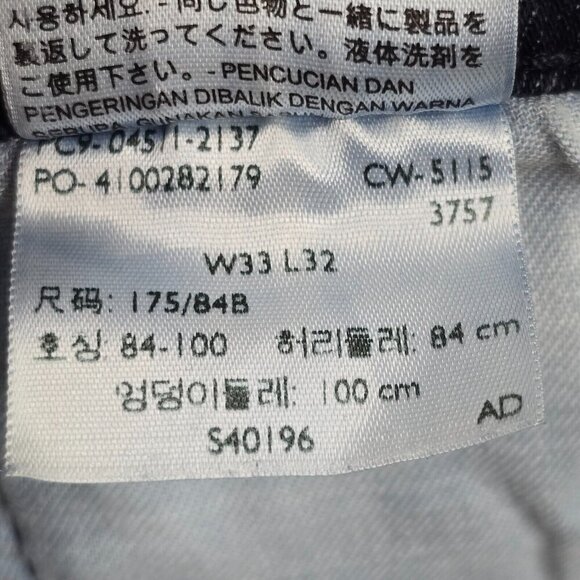 사용하세요. - 同じ色物と一緒に製品を
裏返して洗ってください。液体洗剤を
ご使用下さい。- PENCUCIAN DAN
PENGERINGAN DIBALIK DENGAN WARNA
PC9-04571-2137
PO- 4100282179 CW-5115
3757
W33 L32
尺码: 175/84B
호싱 84-100 허리둘레: 84 cm
엉덩이둘레: 100 cm
S40196 AD